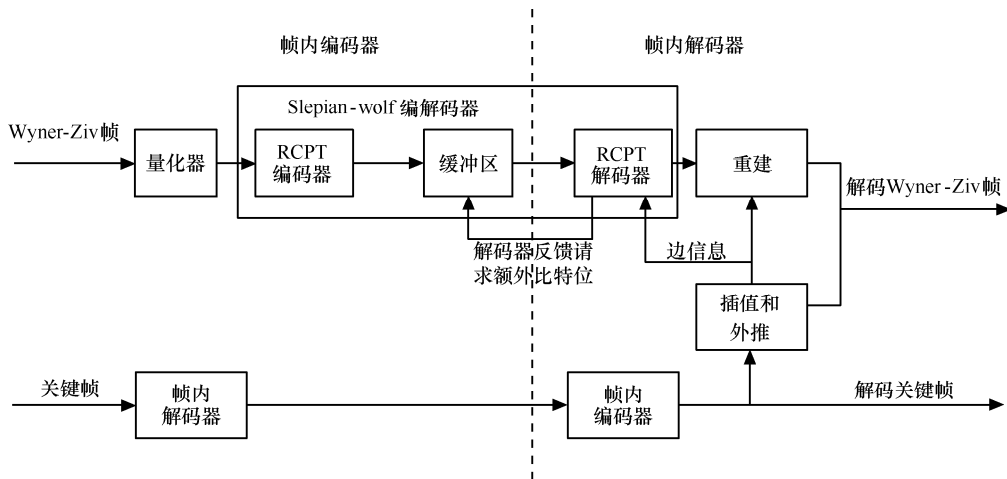 帧内编码器
帧内解码器
Slepian-wolf 编解码器
Wyner-Ziv帧
量化器
RCPT
编码器
缓冲区
RCPT
解码器
重建
解码Wyner-Ziv帧
解码器反馈请
求额外比特位
边信息
插值和
外推
关键帧
帧内
解码器
帧内
编码器
解码关键帧